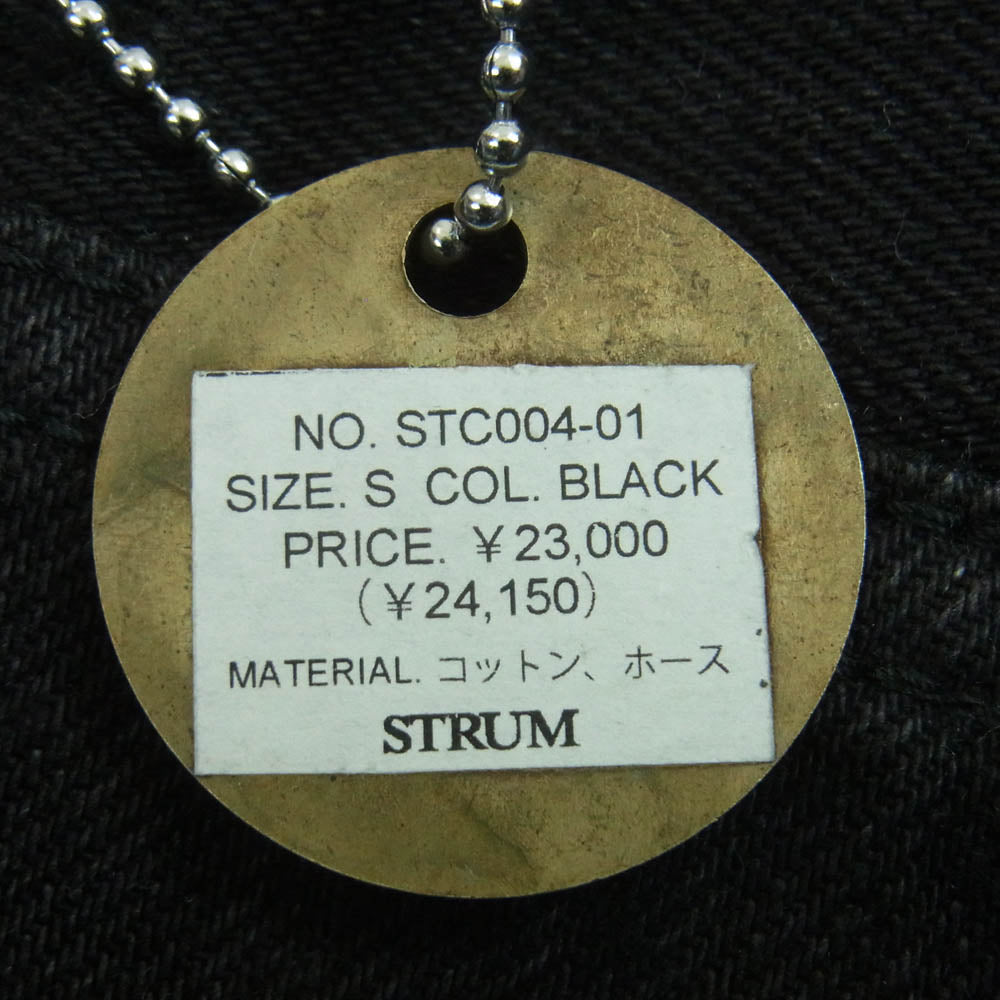 NO. STC004-01
SIZE. S COL. BLACK
PRICE. ¥23,000
(¥24,150)
MATERIAL. コットン、ホース
STRUM